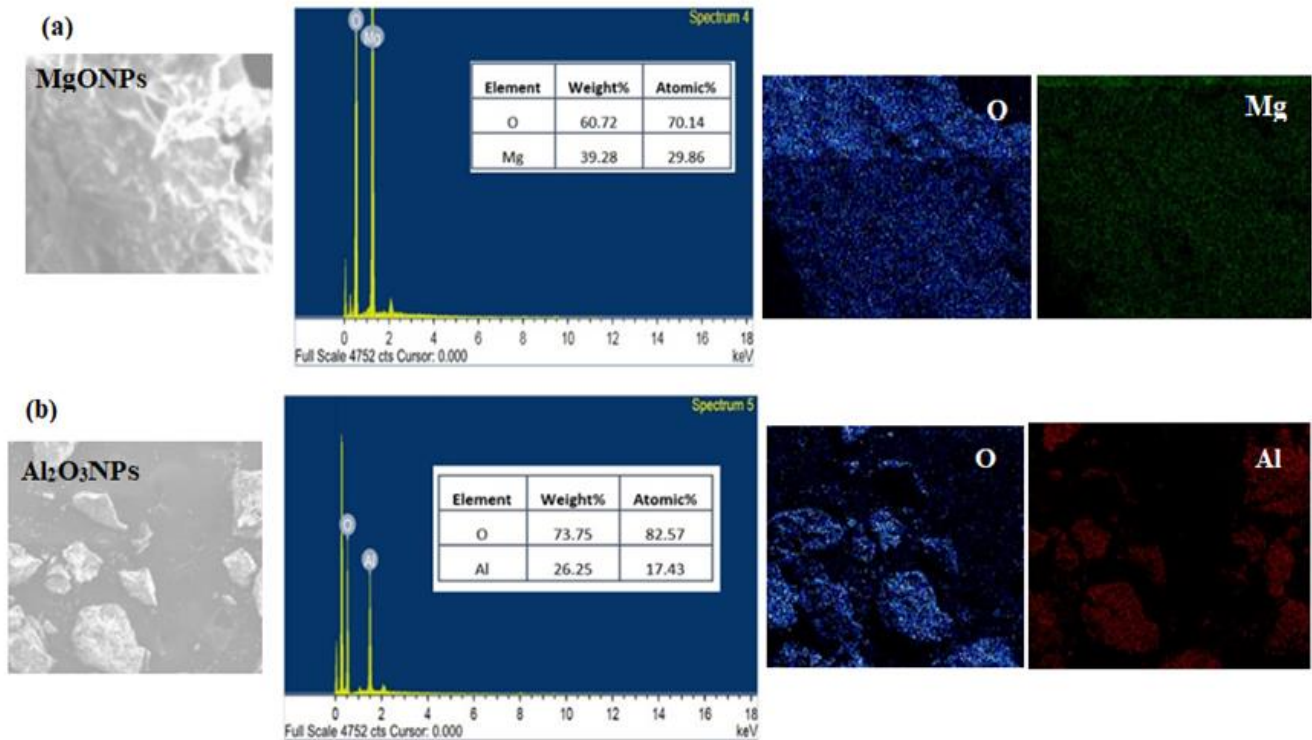 (a)
MgONPs
Spectrum 4
O
Mg
Element Weight% Atomic%
O 60.72 70.14
Mg 39.28 29.86
0 2 4 6 8 10 12 14 16 18
Full Scale 4752 cts Cursor: 0.000 keV
O
Mg
(b)
Al₂O₃NPs
Spectrum 5
O
Al
Element Weight% Atomic%
O 73.75 82.57
Al 26.25 17.43
0 2 4 6 8 10 12 14 16 18
Full Scale 4752 cts Cursor: 0.000 keV
O
Al